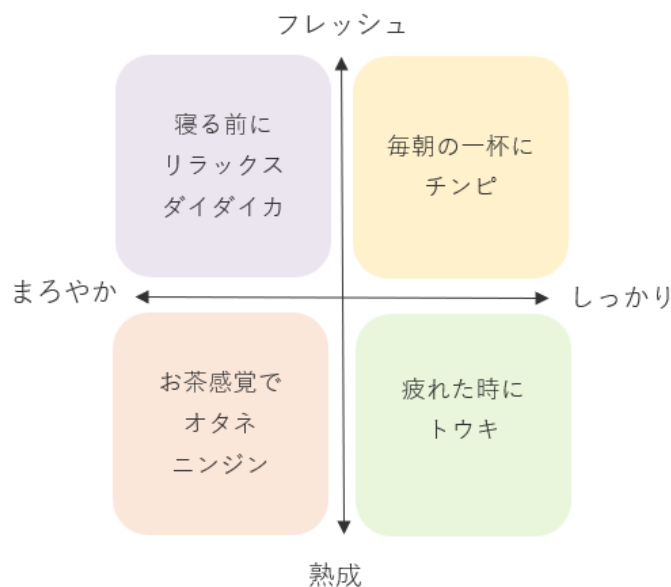 フレッシュ
寝る前に
リラックス
ダイダイカ
毎朝の一杯に
チンピ
まろやか
しっかり
お茶感覚で
オタネ
ニンジン
疲れた時に
トウキ
熟成